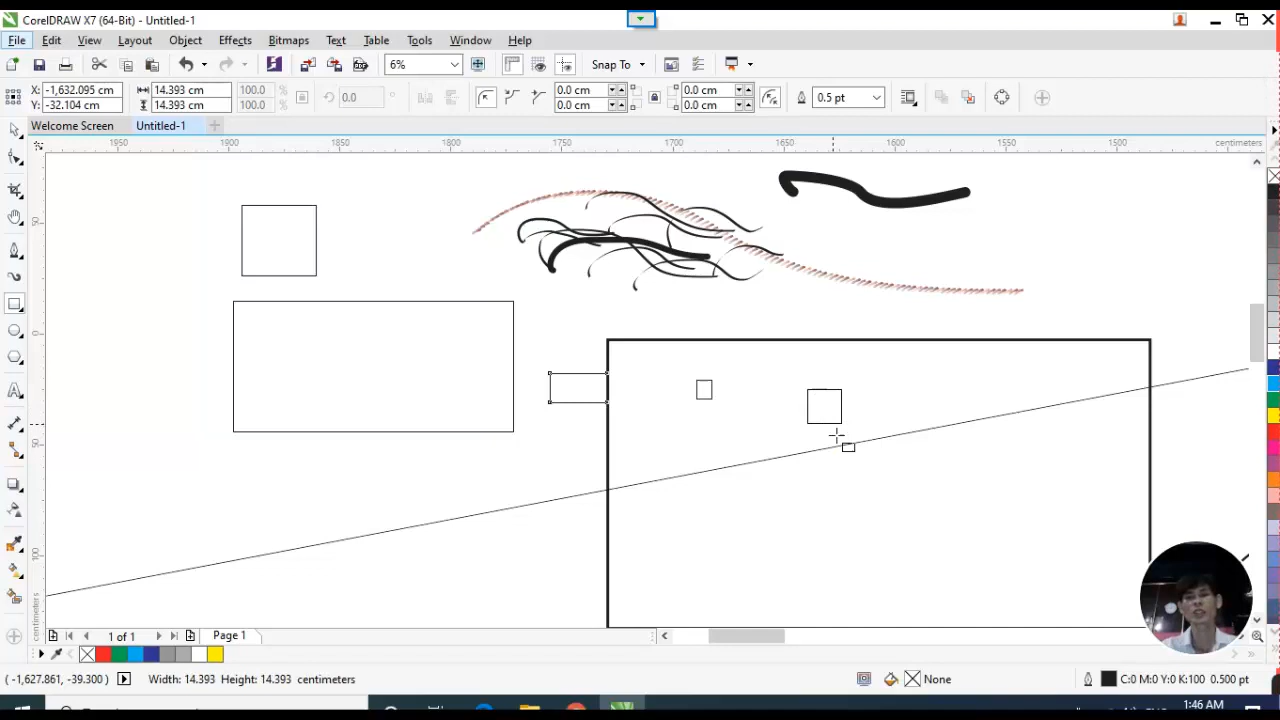 CorelDRAW X7 (64-Bit) - Untitled-1
File Edit View Layout Object Effects Bitmaps Text Table Tools Window Help
6% Snap To
X: -1,632.095 cm 14.393 cm 100.0 % 0.0 0.0 cm 0.0 cm 0.5 pt
Y: -32.104 cm 14.393 cm 100.0 % 0.0 cm 0.0 cm
Welcome Screen Untitled-1
1950 1900 1850 1800 1750 1700 1650 1600 1550 1500 centimeters
50
0
50
100
centimeters
1 of 1 Page 1
(-1,627.861, -39.300) Width: 14.393 Height: 14.393 centimeters None C:0 M:0 Y:0 K:100 0.500 pt
1:46 AM